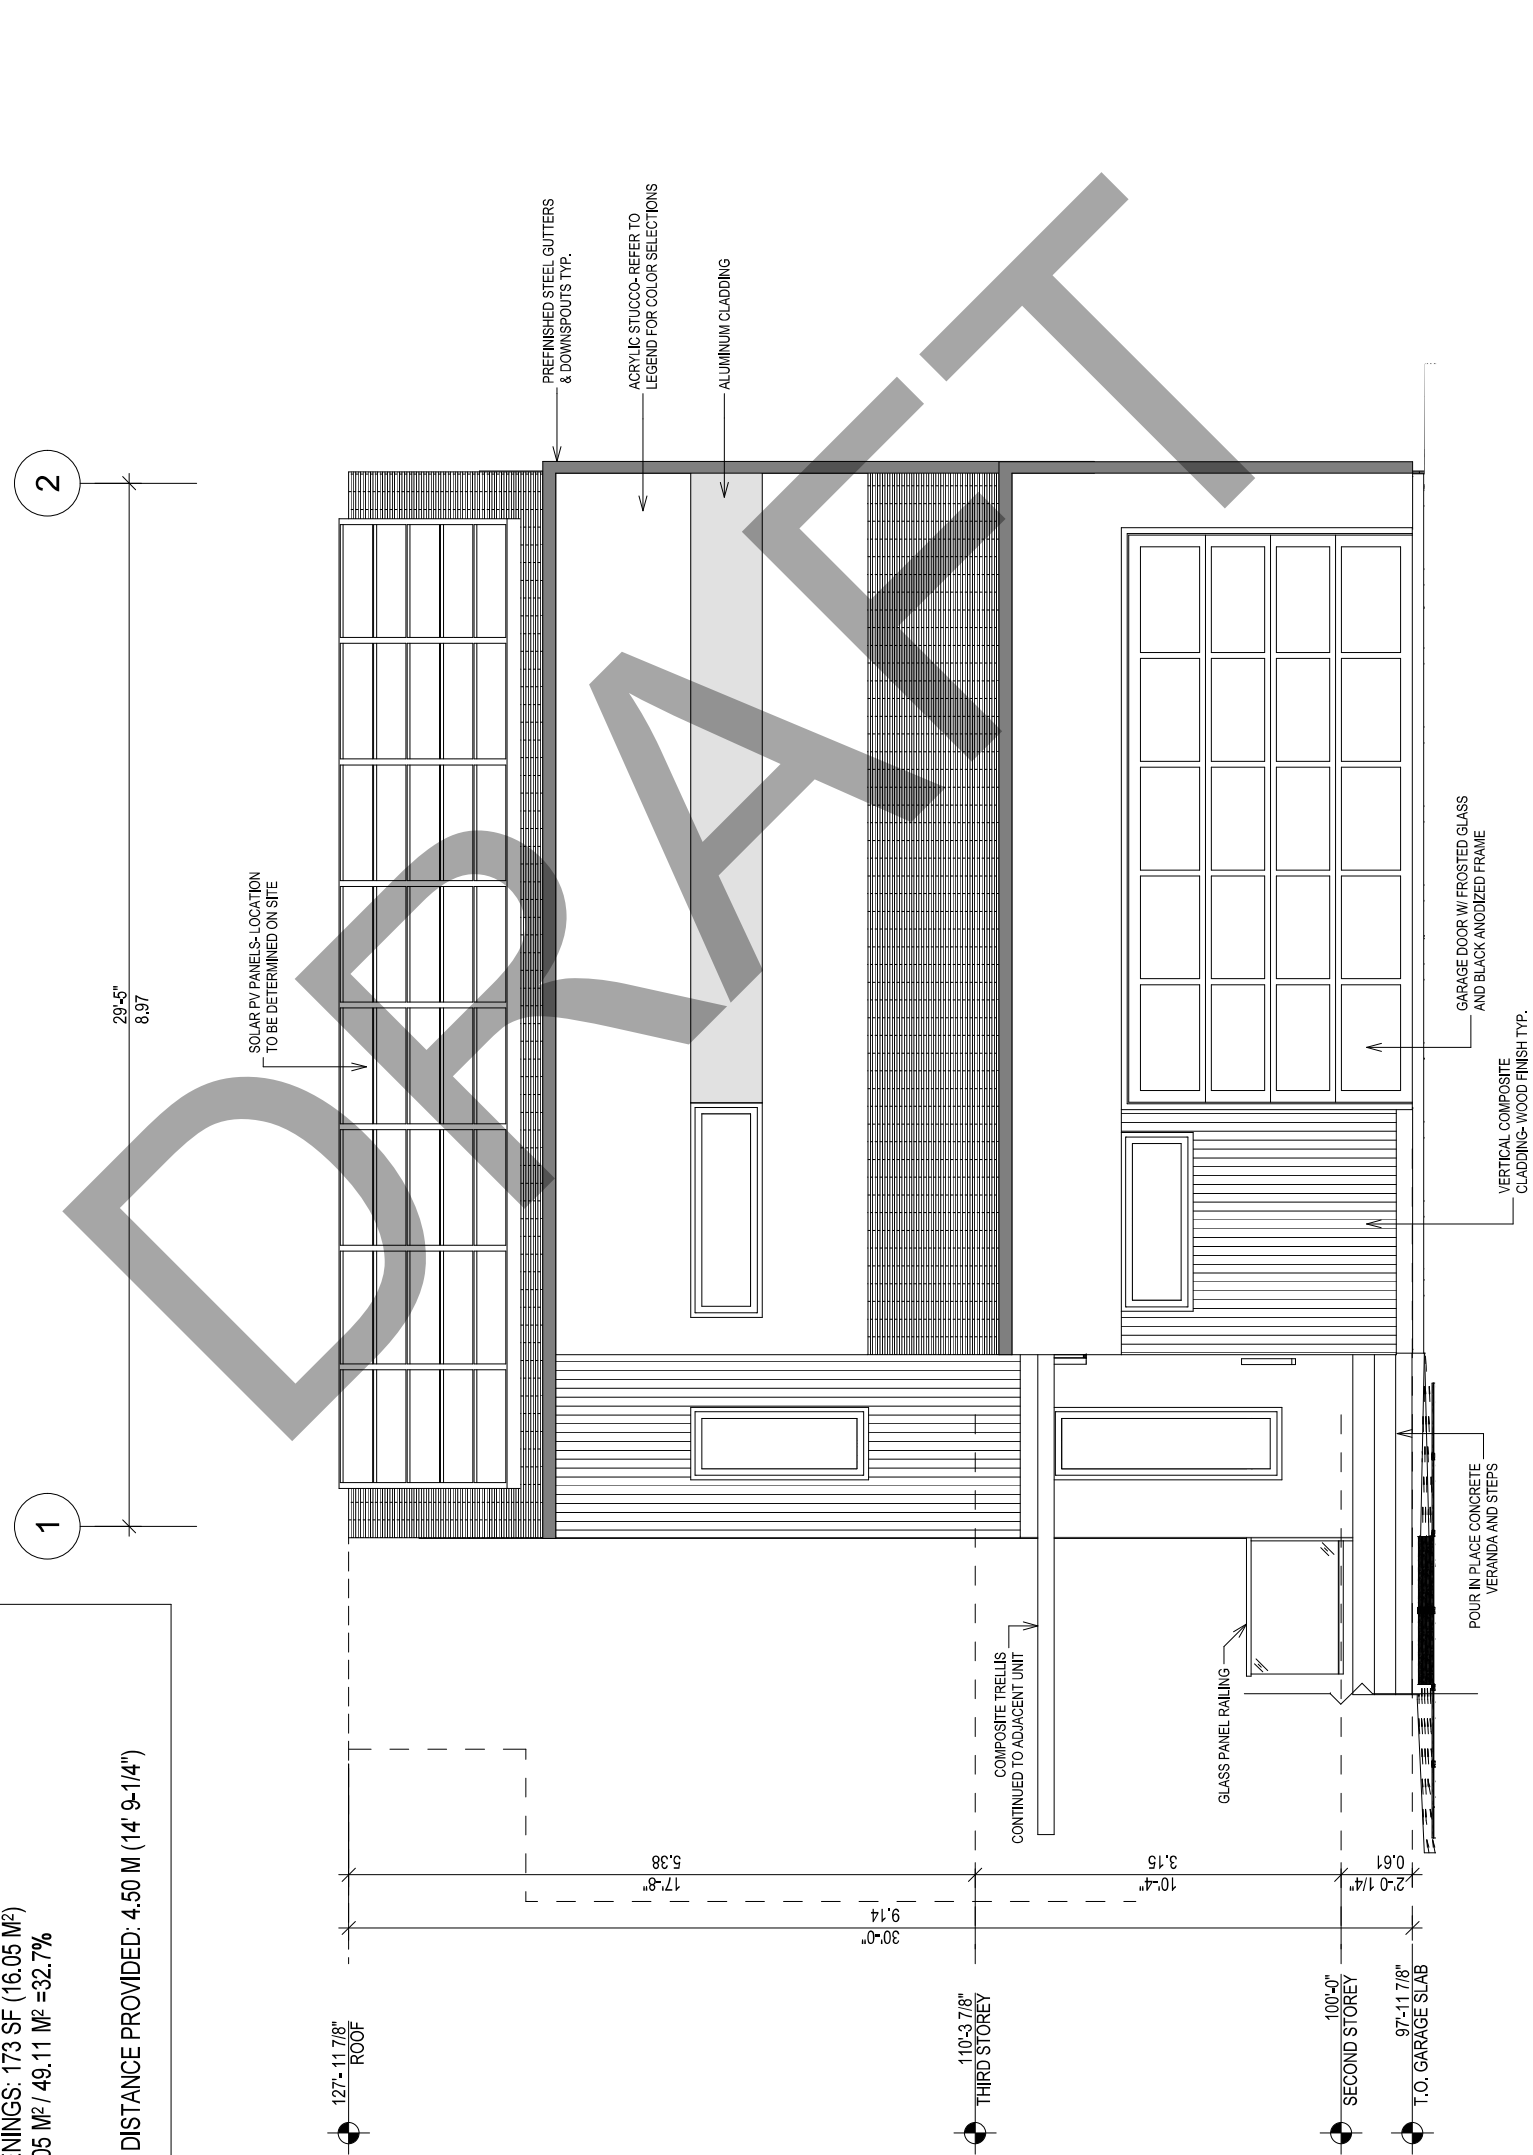 ENINGS: 173 SF (16.05 M²)
05 M² / 49.11 M² =32.7%
DISTANCE PROVIDED: 4.50 M (14' 9-1/4")
1
2
29'-5"
8.97
SOLAR PV PANELS- LOCATION
TO BE DETERMINED ON SITE
PREFINISHED STEEL GUTTERS
& DOWNSPOUTS TYP.
ACRYLIC STUCCO- REFER TO
LEGEND FOR COLOR SELECTIONS
ALUMINUM CLADDING
DRAFT
127'- 11 7/8"
ROOF
17'-8"
5.38
30'-0"
9.14
110'-3 7/8"
THIRD STOREY
COMPOSITE TRELLIS
CONTINUED TO ADJACENT UNIT
10'-4"
3.15
GLASS PANEL RAILING
100'-0"
SECOND STOREY
2'-0 1/4"
0.61
97'-11 7/8"
T.O. GARAGE SLAB
POUR IN PLACE CONCRETE
VERANDA AND STEPS
VERTICAL COMPOSITE
CLADDING- WOOD FINISH TYP.
GARAGE DOOR W/ FROSTED GLASS
AND BLACK ANODIZED FRAME